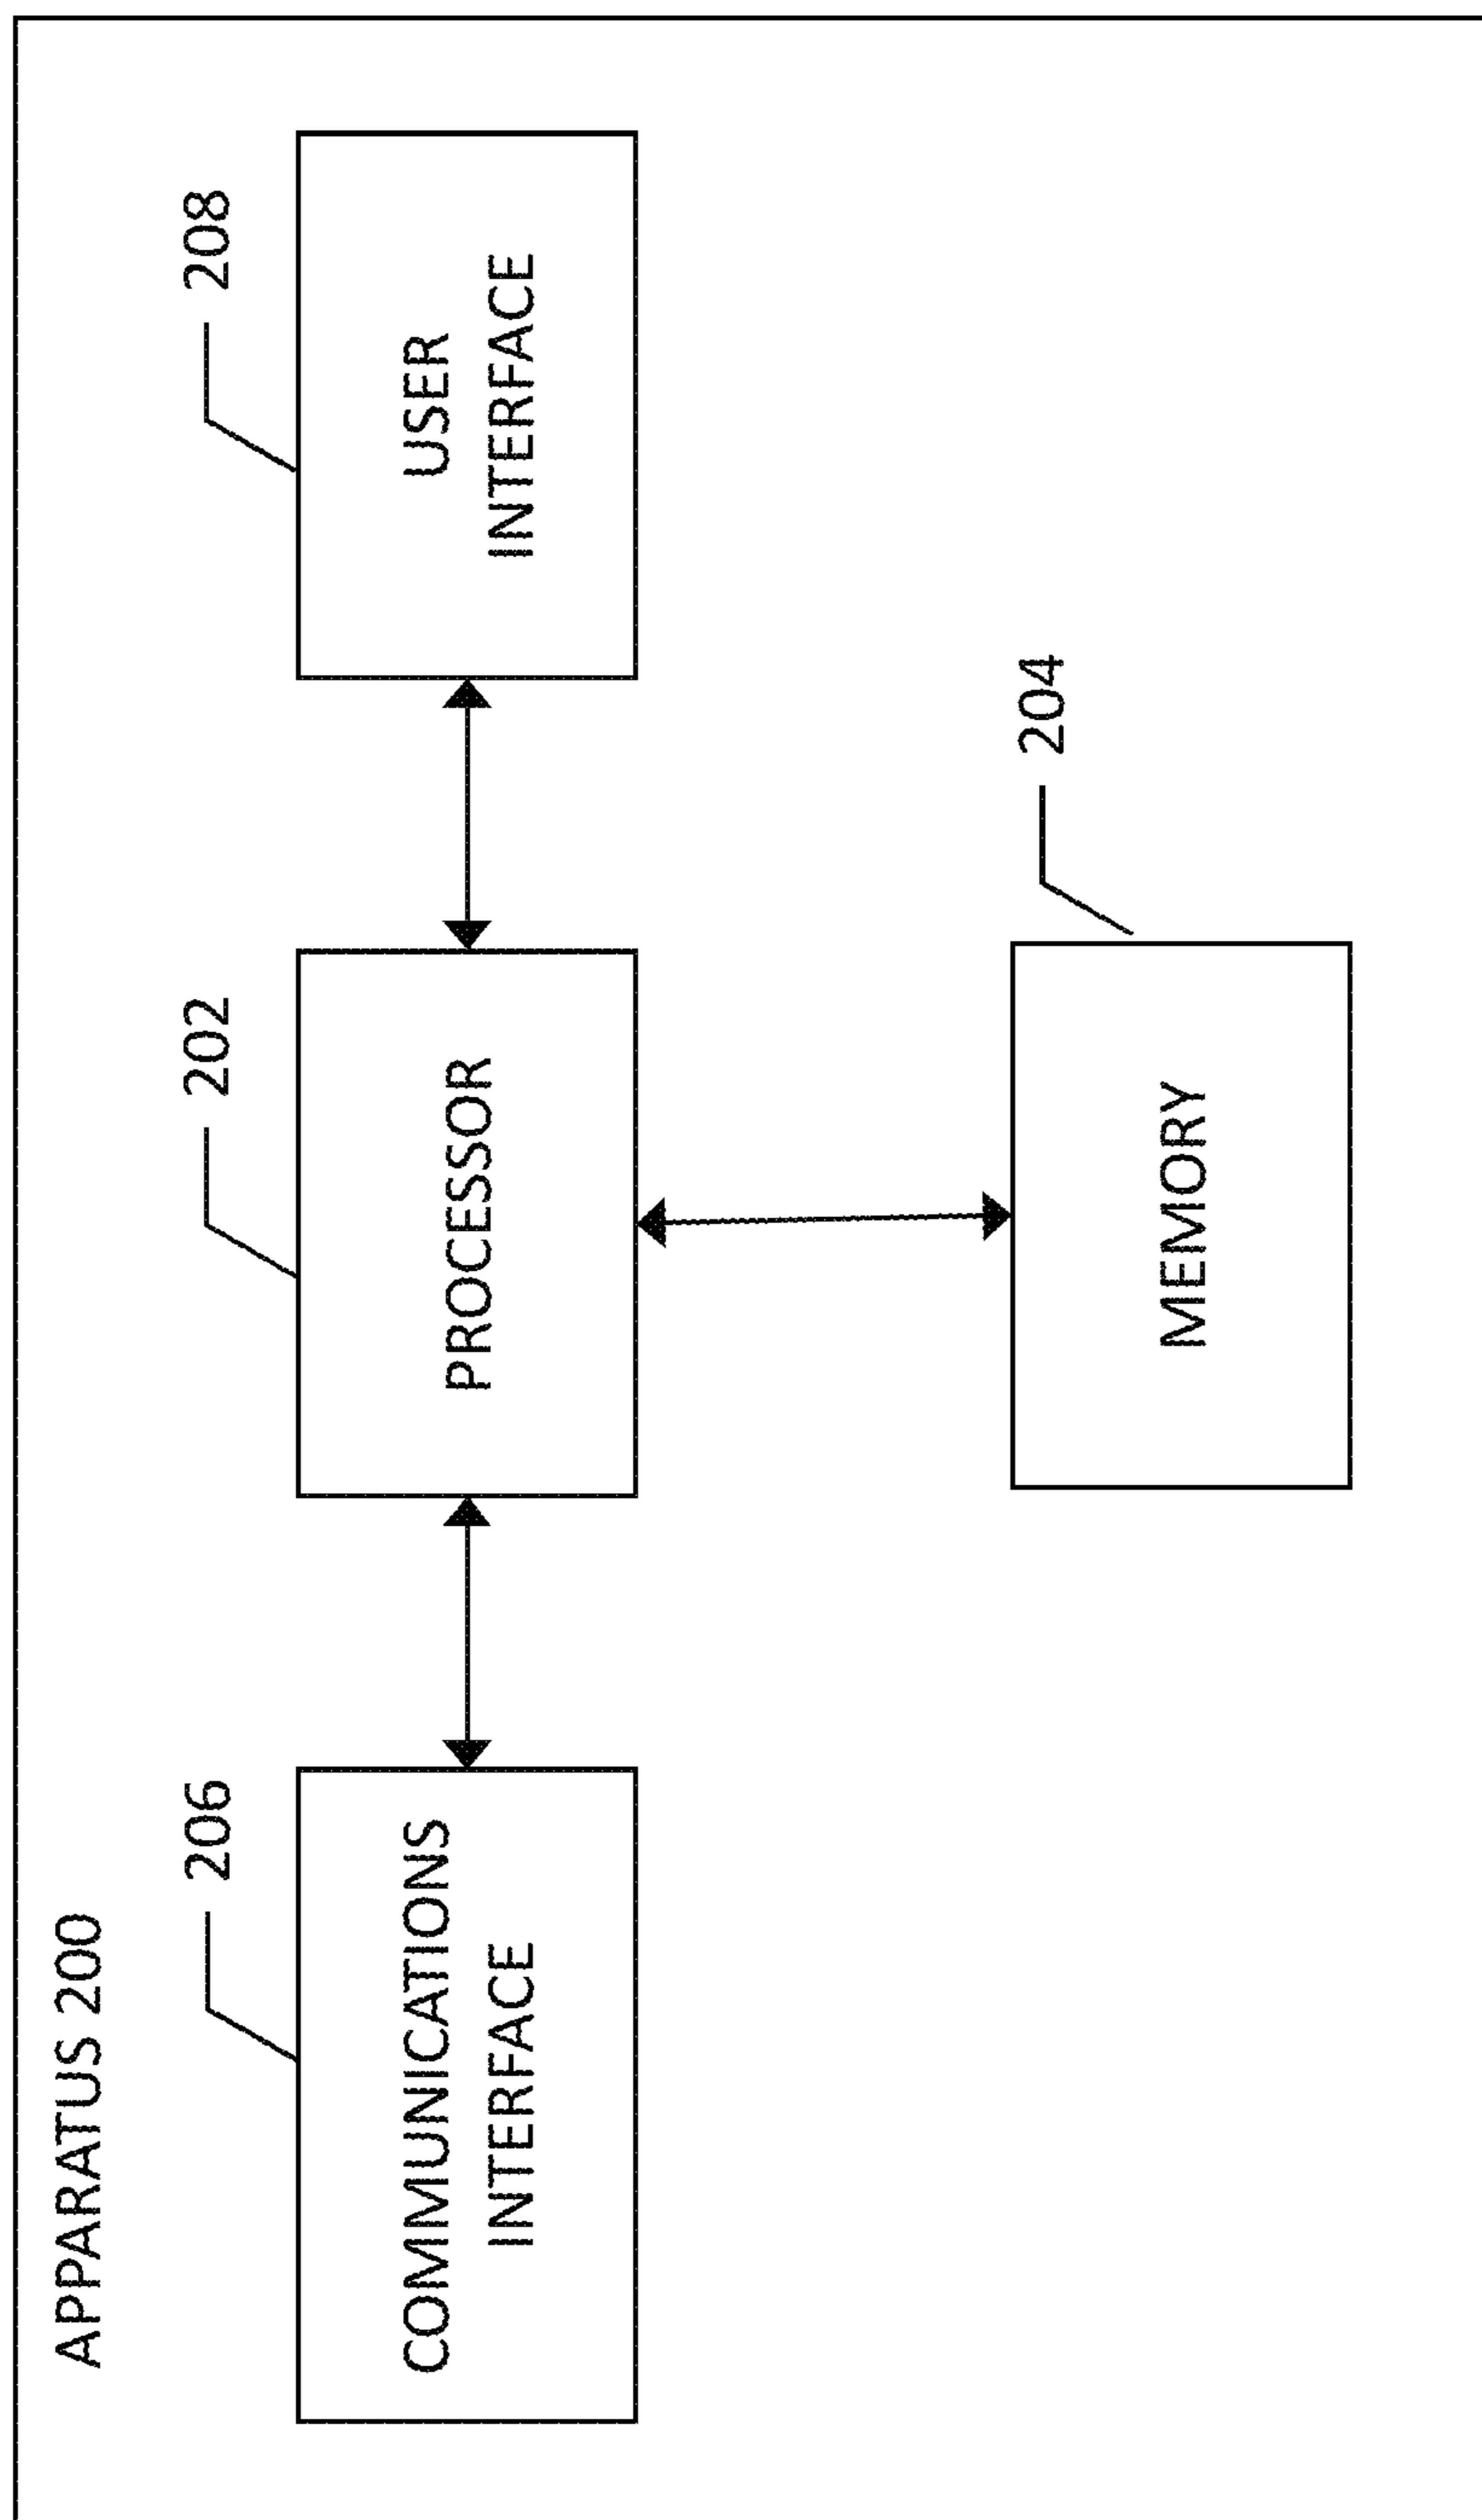 APPARATUS 200
206
COMMUNICATIONS
INTERFACE
202
PROCESSOR
208
USER
INTERFACE
204
MEMORY